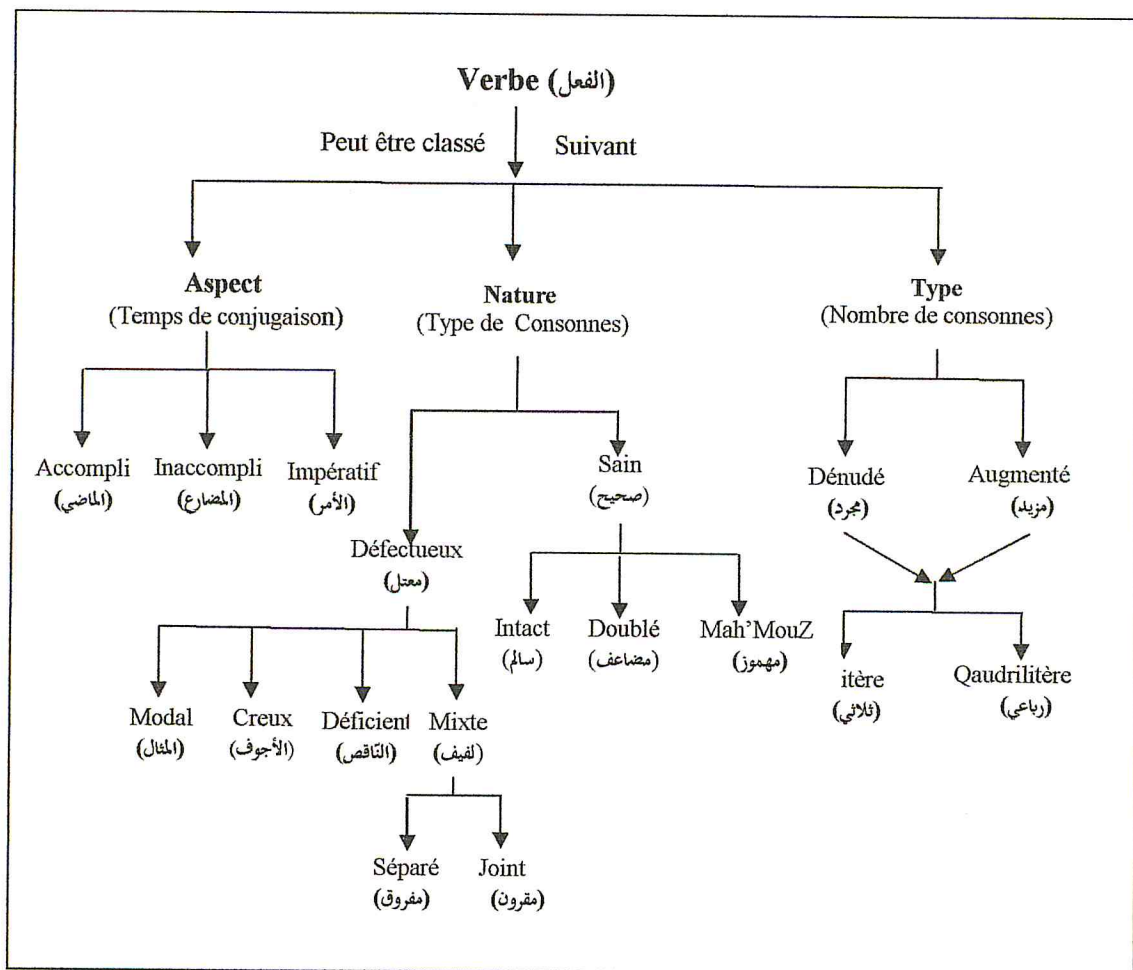 Verbe (الفعل)
Peut être classé Suivant
Aspect
(Temps de conjugaison)
Nature
(Type de Consonnes)
Type
(Nombre de consonnes)
Accompli
(الماضي)
Inaccompli
(المضارع)
Impératif
(الأمر)
Sain
(صحيح)
Dénudé
(مجرد)
Augmenté
(مزيد)
Défectueux
(معتل)
Intact
(سالم)
Doublé
(مضاعف)
Mah'MouZ
(مهموز)
itère
(ثلاثي)
Qaudrilitère
(رباعي)
Modal
(المثال)
Creux
(الأجوف)
Déficient
(النّاقص)
Mixte
(لفيف)
Séparé
(مفروق)
Joint
(مقرون)